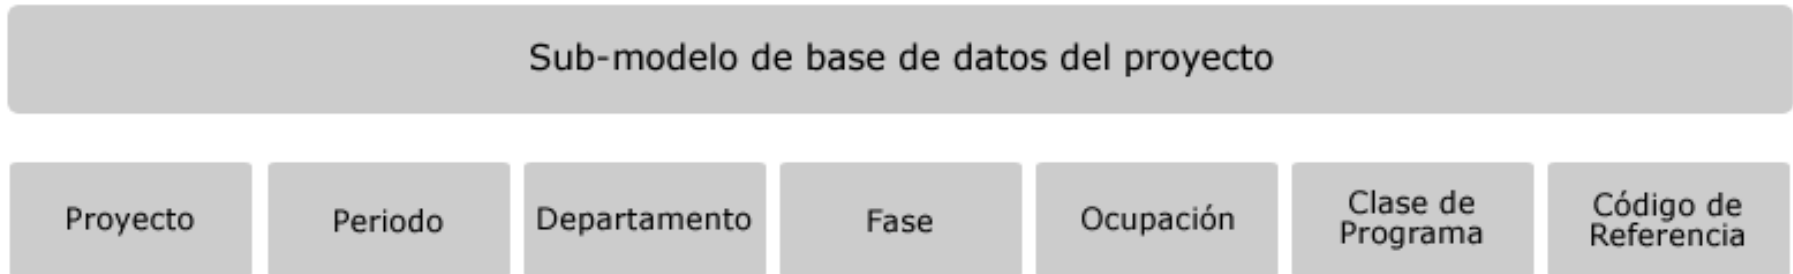 Sub-modelo de base de datos del proyecto
Proyecto
Periodo
Departamento
Fase
Ocupación
Clase de
Programa
Código de
Referencia